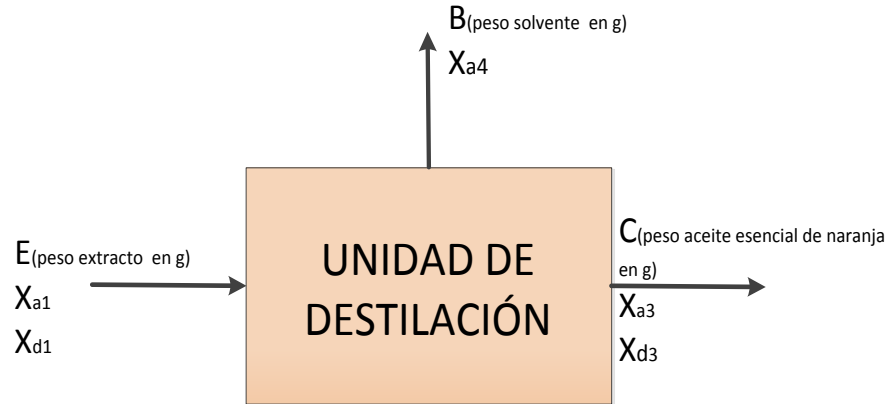 B(peso solvente en g)
Xa4
E(peso extracto en g)
Xa1
Xd1
UNIDAD DE
DESTILACIÓN
C(peso aceite esencial de naranja
en g)
Xa3
Xd3